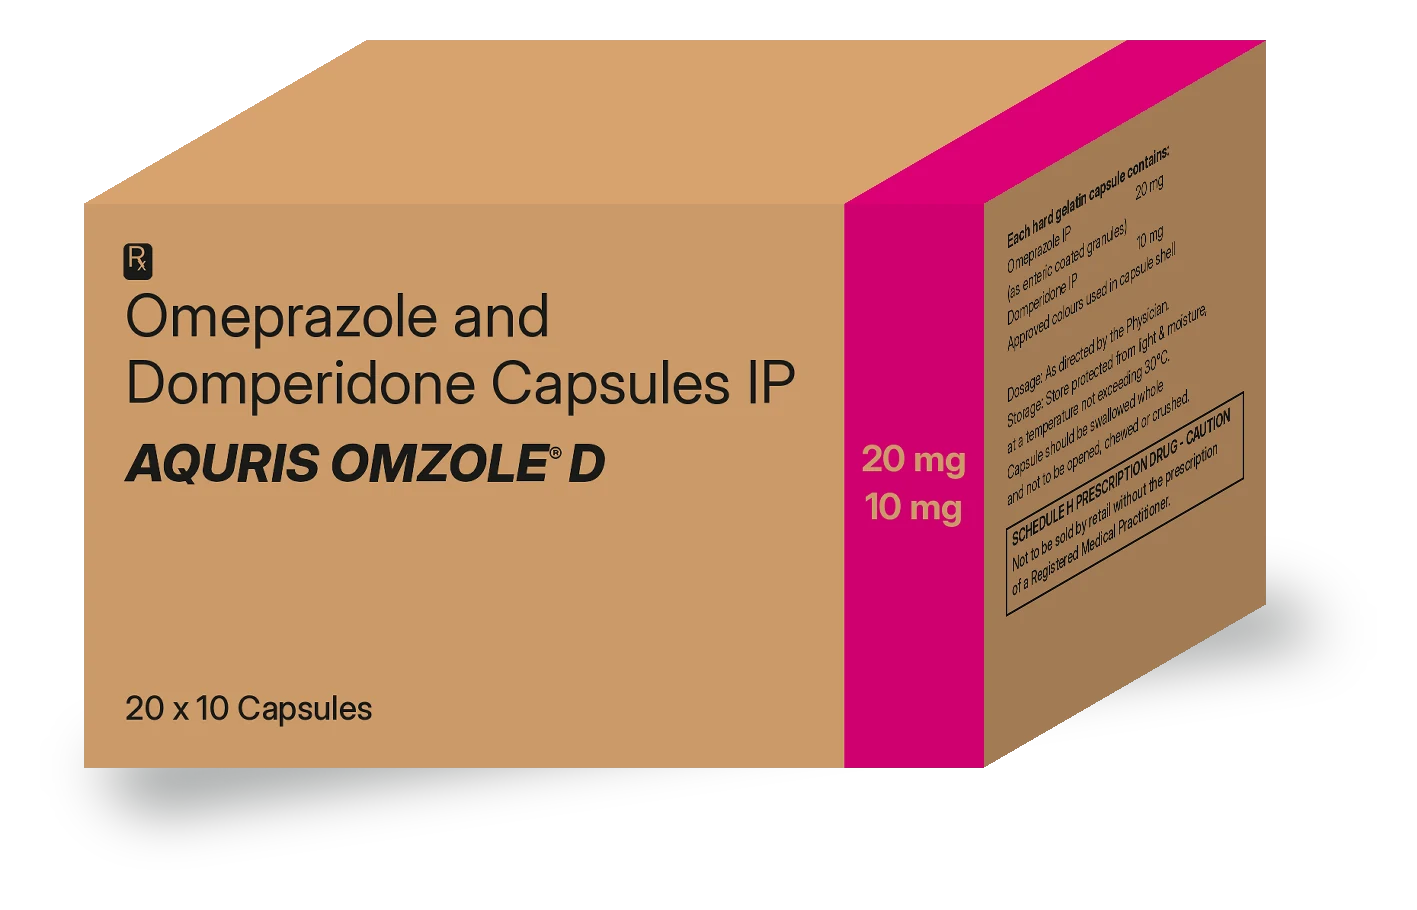 Rx
Omeprazole and
Domperidone Capsules IP
AQURIS OMZOLE® D
20 x 10 Capsules
20 mg
10 mg
Each hard gelatin capsule contains:
Omeprazole IP 20 mg
(as enteric coated granules)
Domperidone IP 10 mg
Approved colours used in capsule shell
Dosage: As directed by the Physician.
Storage: Store protected from light & moisture,
at a temperature not exceeding 30°C.
Capsule should be swallowed whole
and not to be opened, chewed or crushed.
SCHEDULE H PRESCRIPTION DRUG - CAUTION
Not to be sold by retail without the prescription
of a Registered Medical Practitioner.